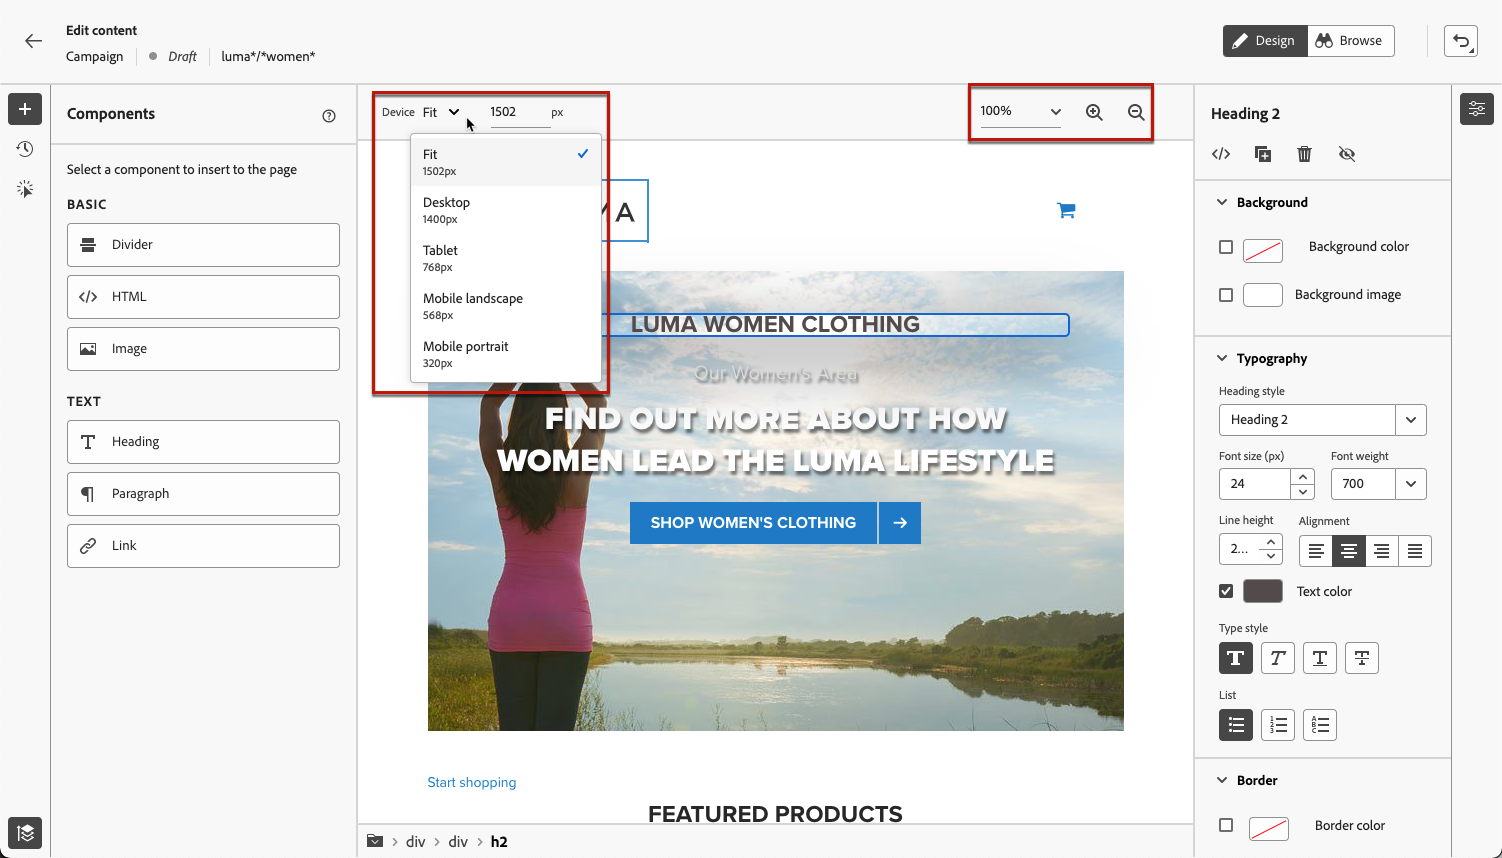 Edit content
Campaign
Draft
luma*/*women*
Design
Browse
Components
Select a component to insert to the page
BASIC
Divider
HTML
Image
TEXT
Heading
Paragraph
Link
Device
Fit
1502
px
100%
Fit
1502px
Desktop
1400px
Tablet
768px
Mobile landscape
568px
Mobile portrait
320px
A
LUMA WOMEN CLOTHING
Our Women's Area
FIND OUT MORE ABOUT HOW
WOMEN LEAD THE LUMA LIFESTYLE
SHOP WOMEN'S CLOTHING
Start shopping
FEATURED PRODUCTS
div
div
h2
Heading 2
Background
Background color
Background image
Typography
Heading style
Heading 2
Font size (px)
Font weight
24
700
Line height
Alignment
2...
Text color
Type style
List
Border
Border color